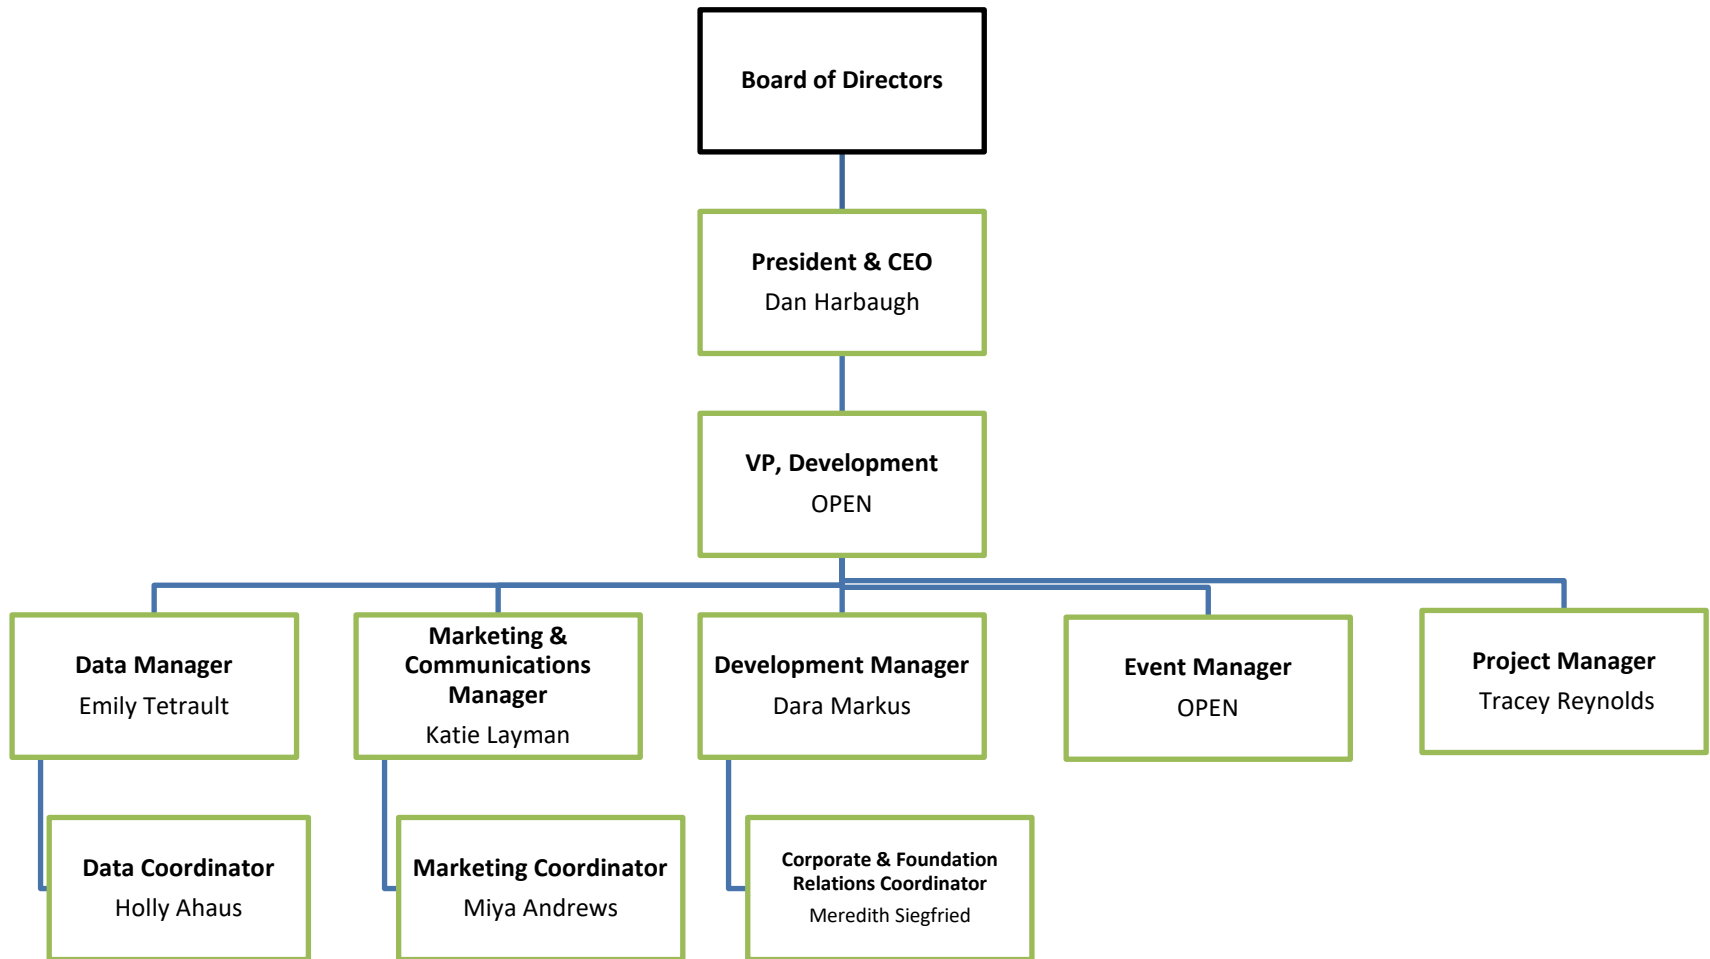 Board of Directors
President & CEO
Dan Harbaugh
VP, Development
OPEN
Data Manager
Emily Tetrault
Marketing &
Communications
Manager
Katie Layman
Development Manager
Dara Markus
Event Manager
OPEN
Project Manager
Tracey Reynolds
Data Coordinator
Holly Ahaus
Marketing Coordinator
Miya Andrews
Corporate & Foundation
Relations Coordinator
Meredith Siegfried